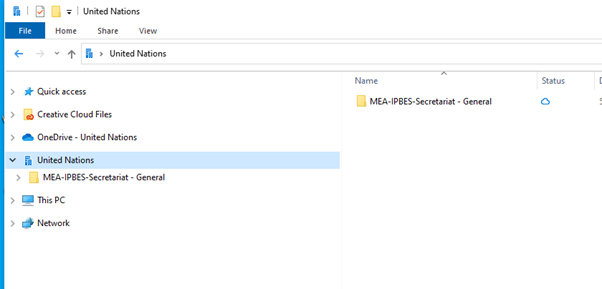 United Nations
File Home Share View
United Nations
Name Status
Quick access
MEA-IPBES-Secretariat - General
Creative Cloud Files
OneDrive - United Nations
United Nations
MEA-IPBES-Secretariat - General
This PC
Network